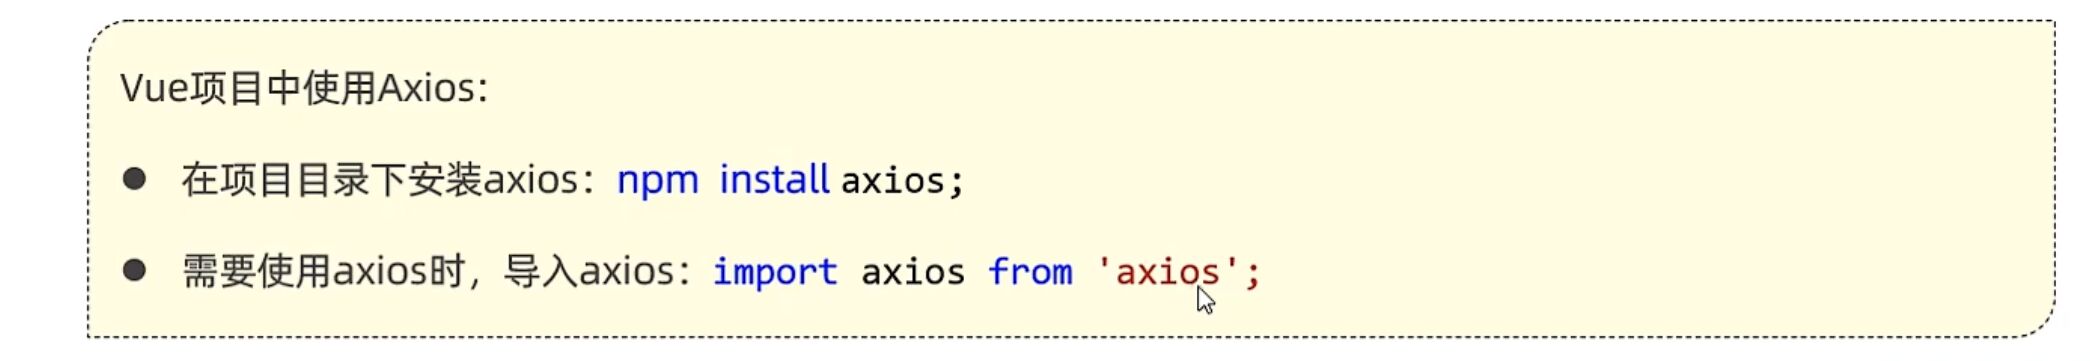 Vue项目中使用Axios：
● 在项目目录下安装axios：npm install axios;
● 需要使用axios时，导入axios：import axios from 'axios';